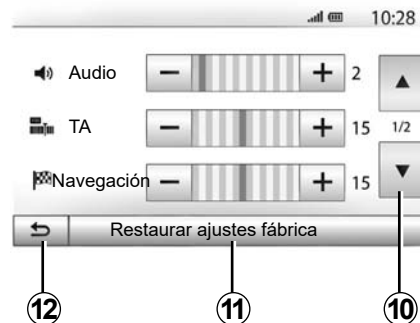 10:28
Audio − + 2 ▲
TA − + 15 1/2
Navegación − + 15 ▼
Restaurar ajustes fábrica
12 11 10